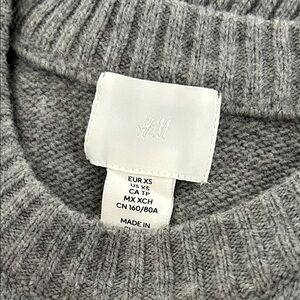 H&M
EUR XS
US XS
CA TP
MX XCH
CN 160/80A
MADE IN